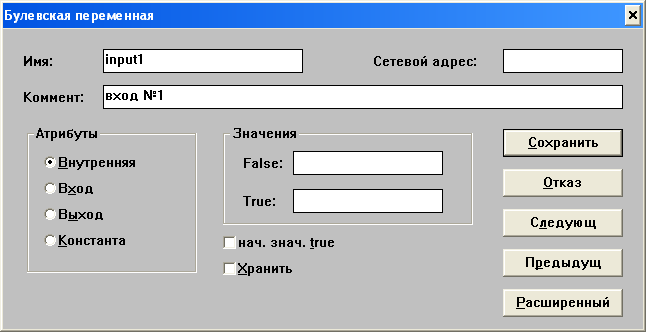 Булевская переменная
Имя: input1 Сетевой адрес:
Коммент: вход №1
Атрибуты
Внутренняя
Вход
Выход
Константа
Значения
False:
True:
нач. знач. true
Хранить
Сохранить
Отказ
Следующ
Предыдущ
Расширенный